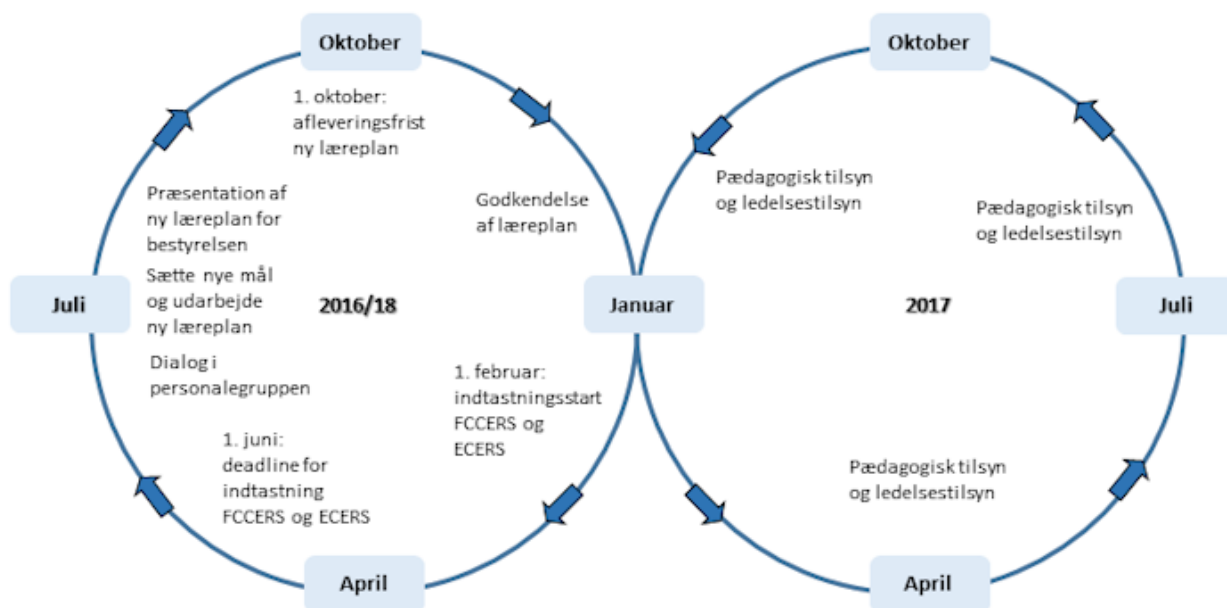 Oktober
1. oktober:
afleveringsfrist
ny læreplan
Præsentation af
ny læreplan for
bestyrelsen
Godkendelse
af læreplan
Juli
Sætte nye mål
og udarbejde
ny læreplan
2016/18
Januar
Dialog i
personalegruppen
1. februar:
indtastningsstart
FCCERS og
ECERS
1. juni:
deadline for
indtastning
FCCERS og ECERS
April
Oktober
Pædagogisk tilsyn
og ledelsestilsyn
Pædagogisk tilsyn
og ledelsestilsyn
2017
Juli
Pædagogisk tilsyn
og ledelsestilsyn
April